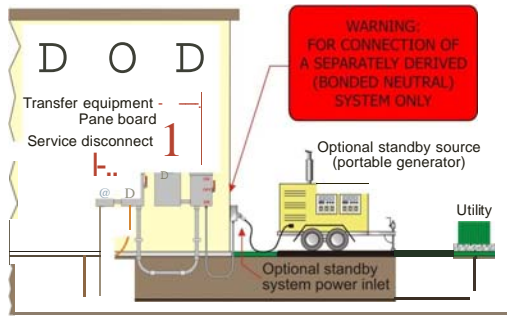 WARNING:
FOR CONNECTION OF
A SEPARATELY DERIVED
(BONDED NEUTRAL)
SYSTEM ONLY
D O D
Transfer equipment
Pane board
Service disconnect
1
@ D
D
Optional standby source
(portable generator)
Utility
Optional standby
system power inlet